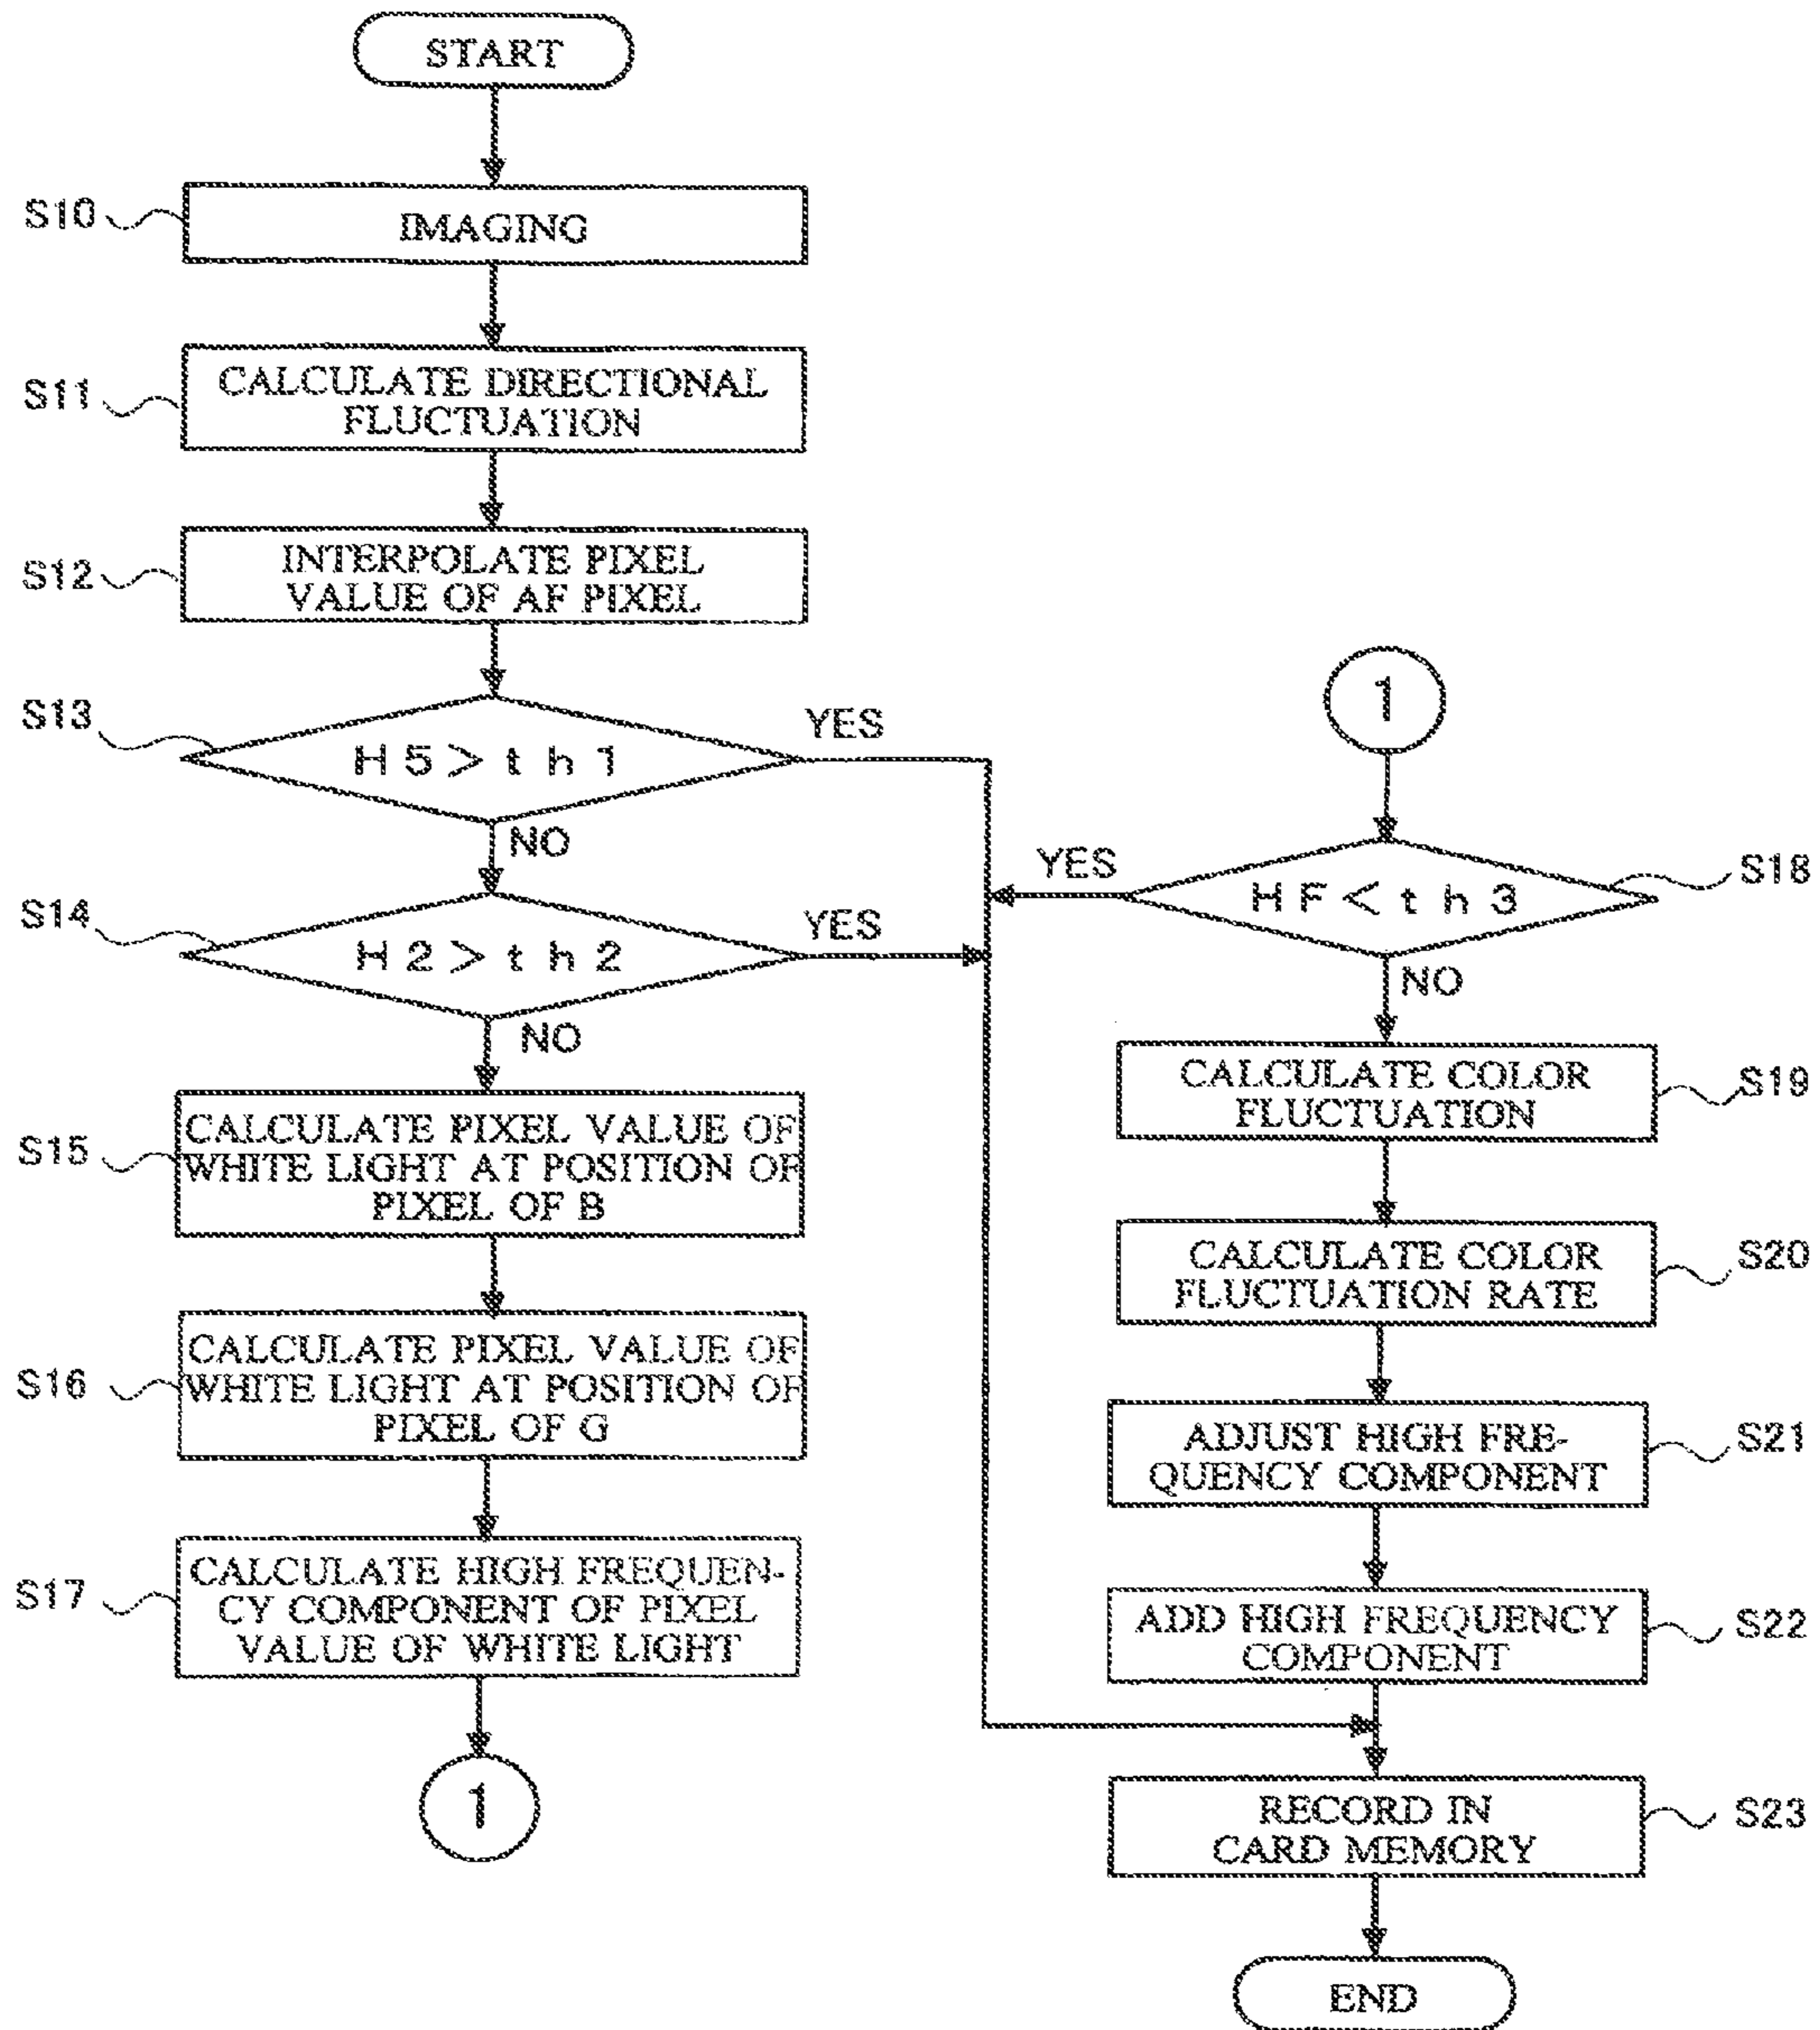 START
S10
IMAGING
S11
CALCULATE DIRECTIONAL
FLUCTUATION
S12
INTERPOLATE PIXEL
VALUE OF AF PIXEL
S13
H5>th1
YES
NO
S14
H2>th2
YES
NO
S15
CALCULATE PIXEL VALUE OF
WHITE LIGHT AT POSITION OF
PIXEL OF B
S16
CALCULATE PIXEL VALUE OF
WHITE LIGHT AT POSITION OF
PIXEL OF G
S17
CALCULATE HIGH FREQUEN-
CY COMPONENT OF PIXEL
VALUE OF WHITE LIGHT
1
1
YES
HF<th3
S18
NO
CALCULATE COLOR
FLUCTUATION
S19
CALCULATE COLOR
FLUCTUATION RATE
S20
ADJUST HIGH FRE-
QUENCY COMPONENT
S21
ADD HIGH FREQUENCY
COMPONENT
S22
RECORD IN
CARD MEMORY
S23
END